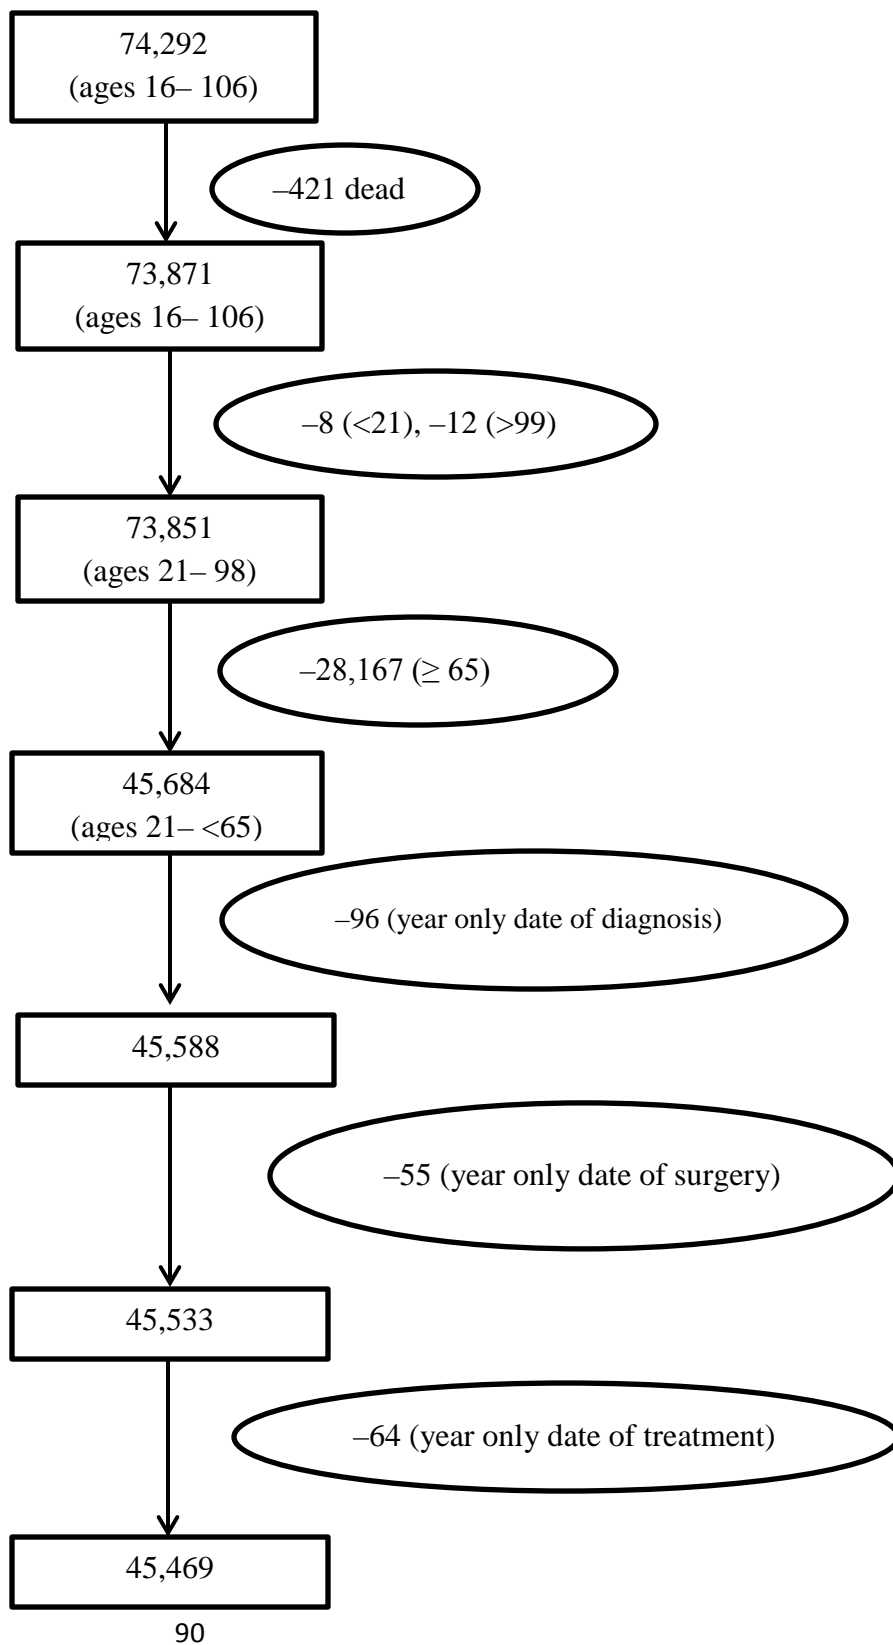 74,292
(ages 16– 106)
–421 dead
73,871
(ages 16– 106)
–8 (<21), –12 (>99)
73,851
(ages 21– 98)
–28,167 (≥ 65)
45,684
(ages 21– <65)
–96 (year only date of diagnosis)
45,588
–55 (year only date of surgery)
45,533
–64 (year only date of treatment)
45,469
90